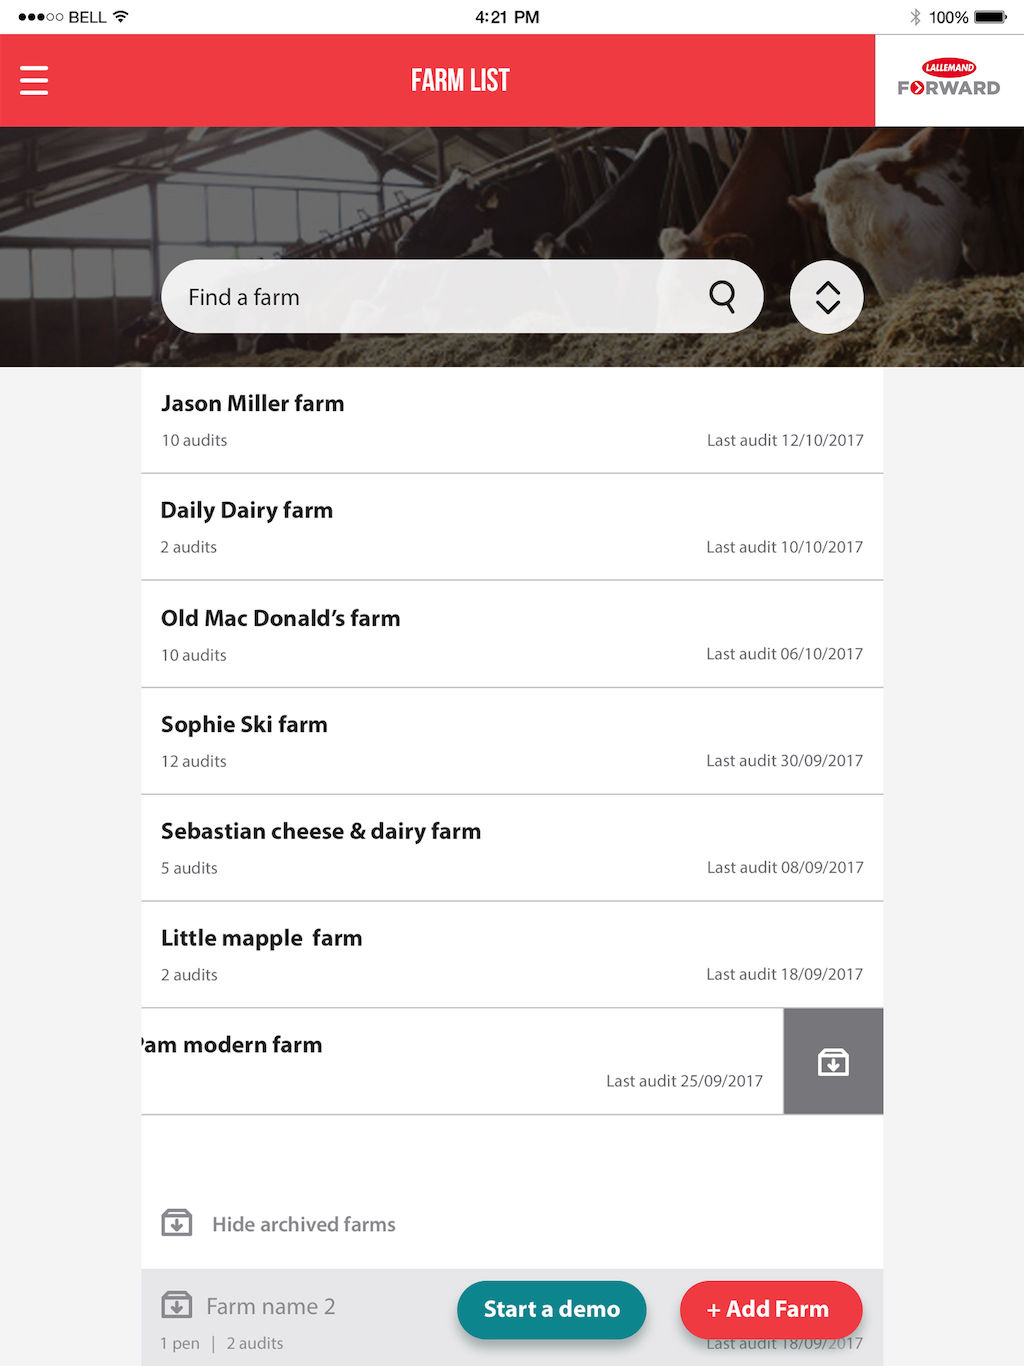 BELL
4:21 PM
100%
FARM LIST
LALLEMAND
FORWARD
Find a farm
Jason Miller farm
10 audits
Last audit 12/10/2017
Daily Dairy farm
2 audits
Last audit 10/10/2017
Old Mac Donald’s farm
10 audits
Last audit 06/10/2017
Sophie Ski farm
12 audits
Last audit 30/09/2017
Sebastian cheese & dairy farm
5 audits
Last audit 08/09/2017
Little mapple farm
2 audits
Last audit 18/09/2017
Pam modern farm
Last audit 25/09/2017
Hide archived farms
Farm name 2
Start a demo
+ Add Farm
1 pen | 2 audits
Last audit 18/09/2017